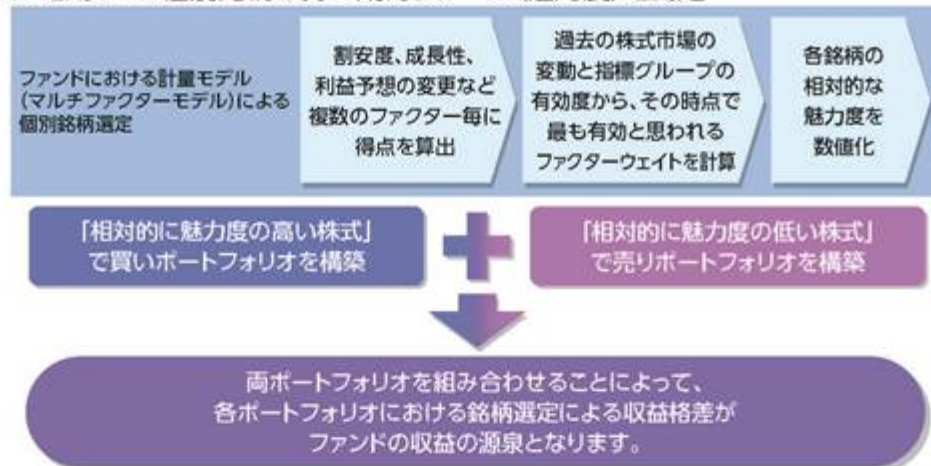 ファンドにおける計量モデル
(マルチファクターモデル)による
個別銘柄選定
割安度、成長性、
利益予想の変更など
複数のファクター毎に
得点を算出
過去の株式市場の
変動と指標グループの
有効度から、その時点で
最も有効と思われる
ファクターウェイトを計算
各銘柄の
相対的な
魅力度を
数値化
「相対的に魅力度の高い株式」
で買いポートフォリオを構築
「相対的に魅力度の低い株式」
で売りポートフォリオを構築
両ポートフォリオを組み合わせることによって、
各ポートフォリオにおける銘柄選定による収益格差が
ファンドの収益の源泉となります。